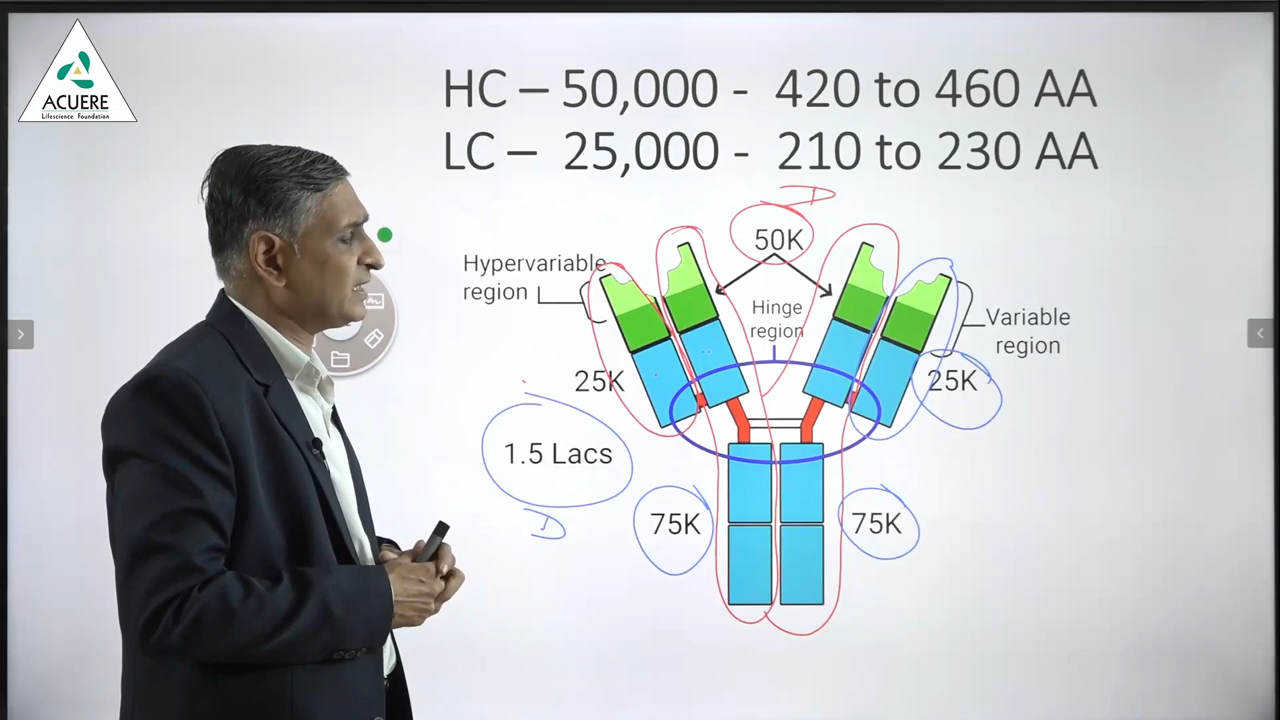 ACUERE
Lifescience Foundation
HC – 50,000 - 420 to 460 AA
LC – 25,000 - 210 to 230 AA
D
50K
Hypervariable
region
Hinge
region
Variable
region
25K
25K
1.5 Lacs
D
75K
75K